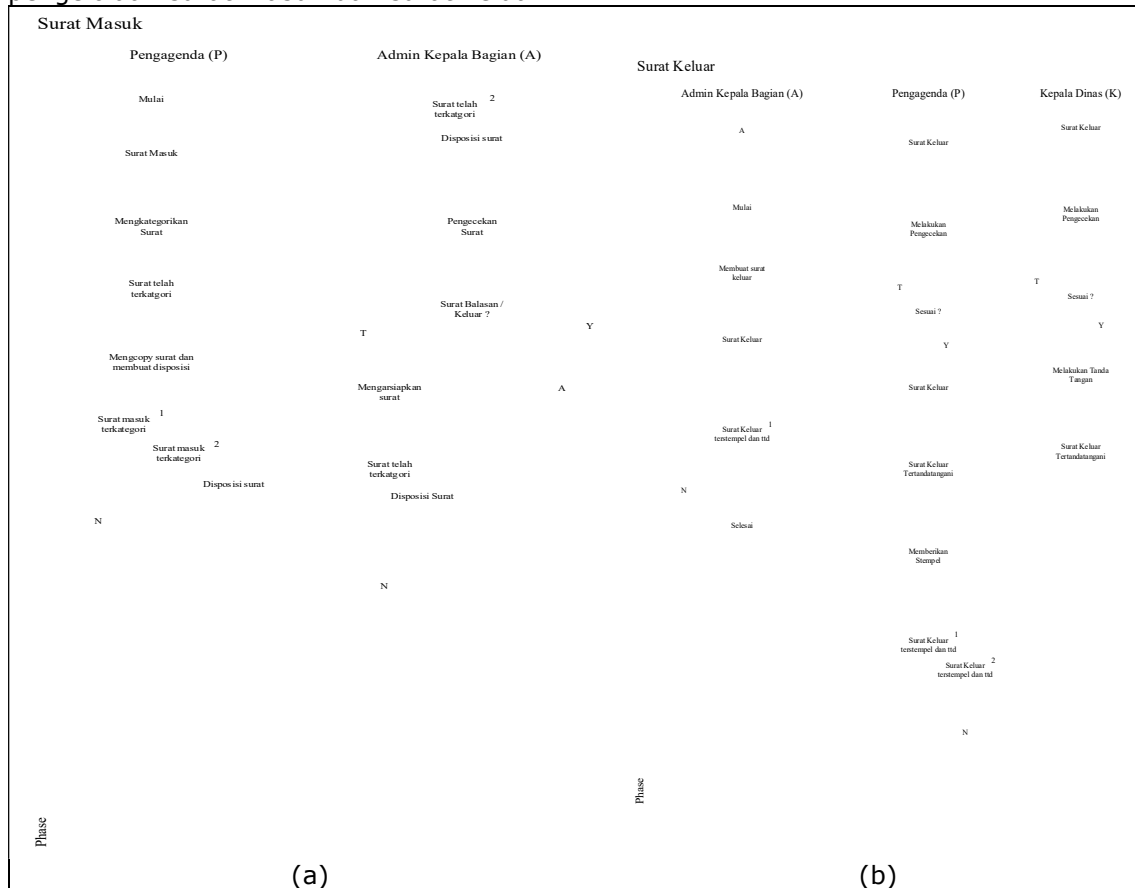 Surat Masuk
Pengagenda (P)
Mulai
Surat Masuk
Mengkategorikan
Surat
Surat telah
terkatgori
Mengcopy surat dan
membuat disposisi
Surat masuk 1
terkategori
Surat masuk 2
terkategori
Disposisi surat
N
Admin Kepala Bagian (A)
Surat telah 2
terkatgori
Disposisi surat
Pengecekan
Surat
Surat Balasan /
Keluar ?
T
Y
Mengarsiapkan
surat
A
Surat telah
terkatgori
Disposisi Surat
N
Phase
(a)
Surat Keluar
Admin Kepala Bagian (A)
A
Mulai
Membuat surat
keluar
Surat Keluar
Surat Keluar 1
terstempel dan ttd
N
Selesai
Pengagenda (P)
Surat Keluar
Melakukan
Pengecekan
T
Sesuai ?
Y
Surat Keluar
Surat Keluar
Tertandatangani
Memberikan
Stempel
Surat Keluar 1
terstempel dan ttd
Surat Keluar 2
terstempel dan ttd
N
Kepala Dinas (K)
Surat Keluar
Melakukan
Pengecekan
T
Sesuai ?
Y
Melakukan Tanda
Tangan
Surat Keluar
Tertandatangani
Phase
(b)